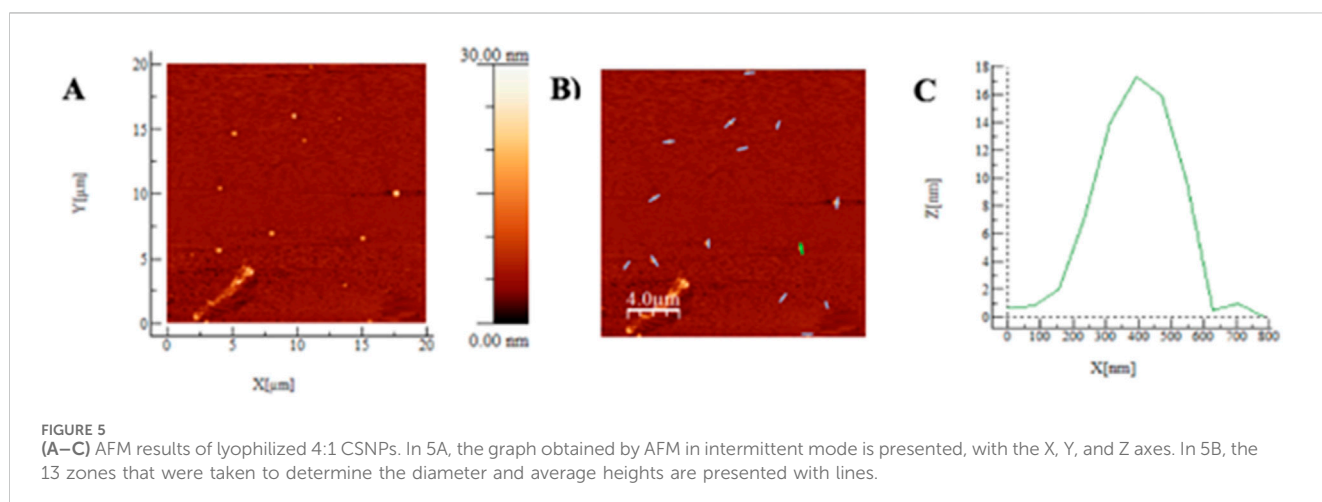 A
20
15
10
5
0
Y[µm]
0 5 10 15 20
X[µm]
30.00 nm
0.00 nm
B)
4.0µm
C
18
16
14
12
10
8
6
4
2
0
Z[nm]
0 100 200 300 400 500 600 700 800
X[nm]
FIGURE 5
(A–C) AFM results of lyophilized 4:1 CSNPs. In 5A, the graph obtained by AFM in intermittent mode is presented, with the X, Y, and Z axes. In 5B, the
13 zones that were taken to determine the diameter and average heights are presented with lines.